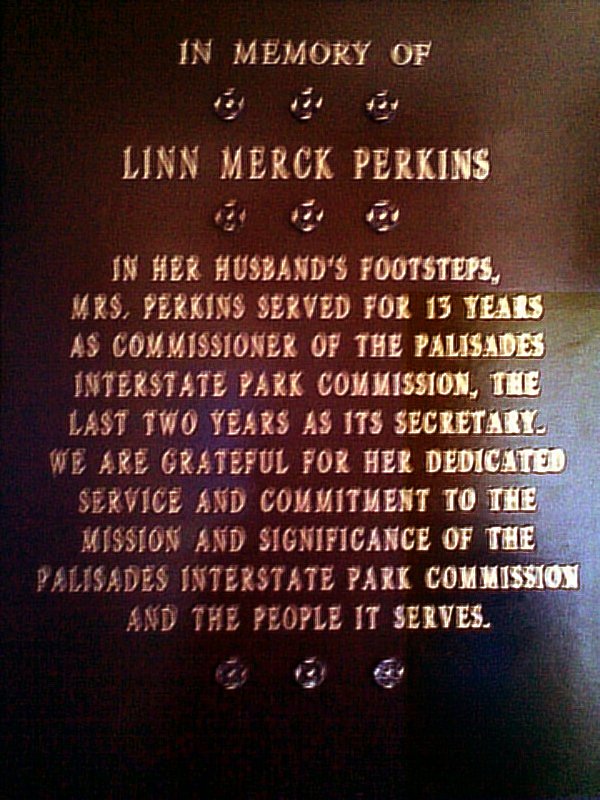 IN MEMORY OF
LINN MERCK PERKINS
IN HER HUSBAND'S FOOTSTEPS,
MRS. PERKINS SERVED FOR 13 YEARS
AS COMMISSIONER OF THE PALISADES
INTERSTATE PARK COMMISSION, THE
LAST TWO YEARS AS ITS SECRETARY.
WE ARE GRATEFUL FOR HER DEDICATED
SERVICE AND COMMITMENT TO THE
MISSION AND SIGNIFICANCE OF THE
PALISADES INTERSTATE PARK COMMISSION
AND THE PEOPLE IT SERVES.